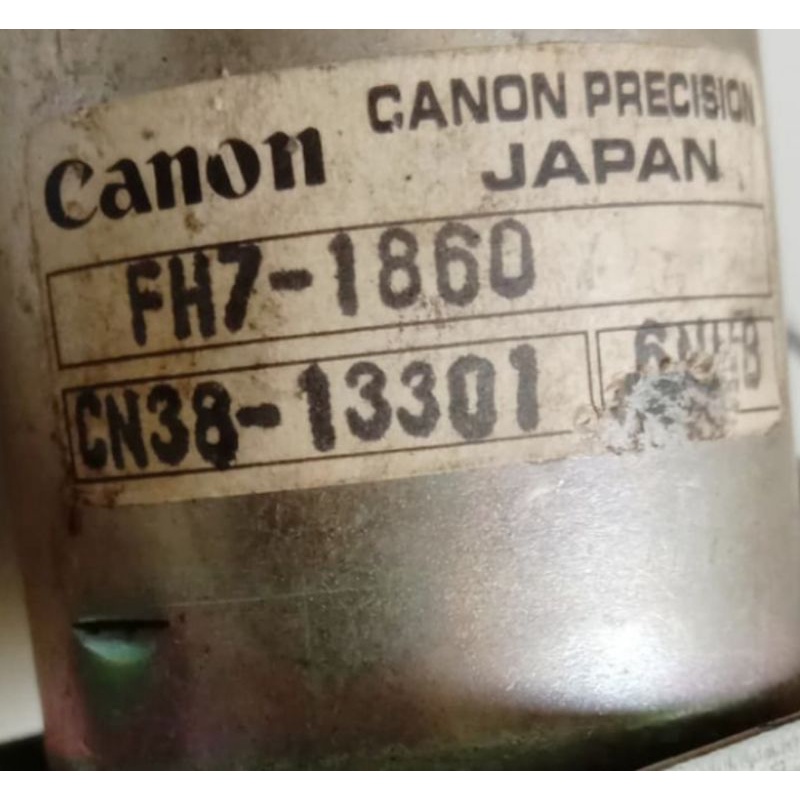 Canon CANON PRECISION
JAPAN
FH7-1860
CN38-13301